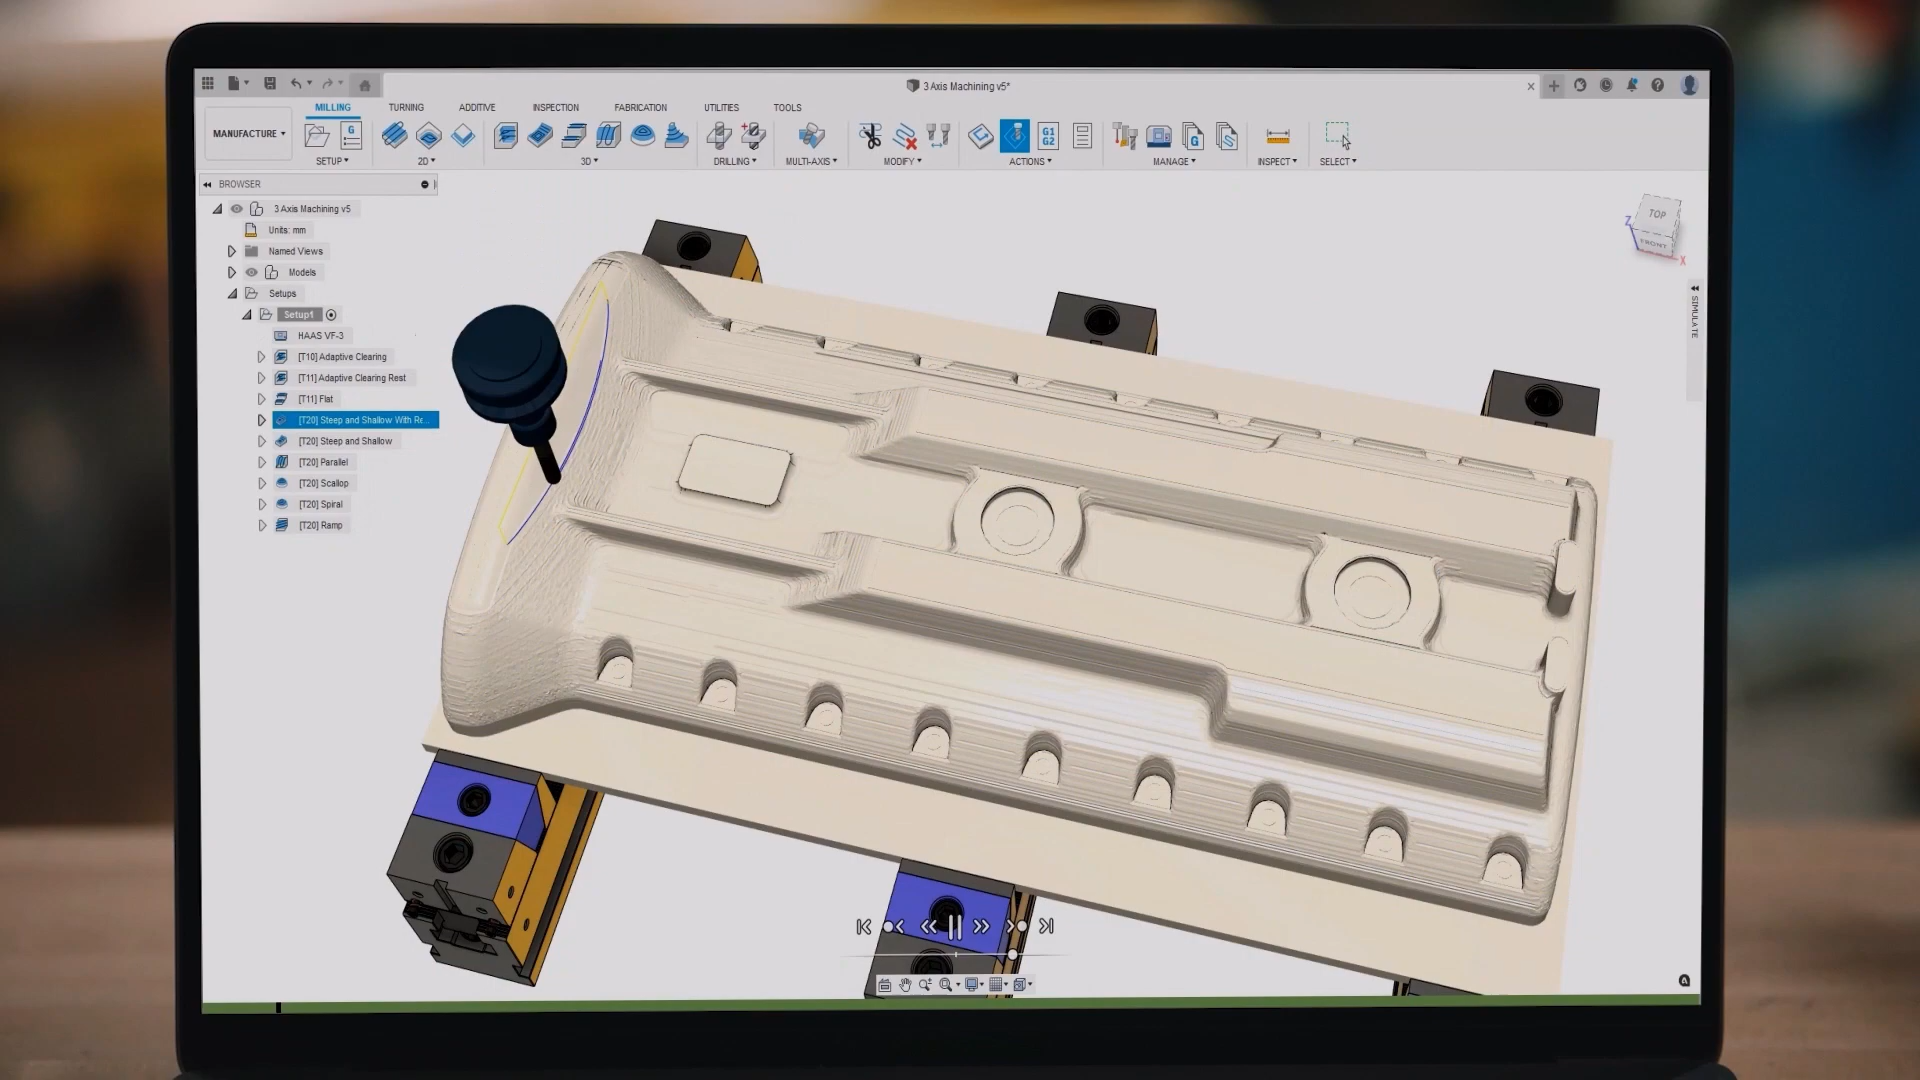 3 Axis Machining v5*
MILLING TURNING ADDITIVE INSPECTION FABRICATION UTILITIES TOOLS
MANUFACTURE
G
G1
G2
G
SETUP 2D 3D DRILLING MULTI-AXIS MODIFY ACTIONS MANAGE INSPECT SELECT
BROWSER
3 Axis Machining v5
Units: mm
Named Views
Models
Setups
Setup1
HAAS VF-3
[T10] Adaptive Clearing
[T11] Adaptive Clearing Rest
[T11] Flat
[T20] Steep and Shallow With Re...
[T20] Steep and Shallow
[T20] Parallel
[T20] Scallop
[T20] Spiral
[T20] Ramp
TOP
FRONT
Z
X
SIMULATE